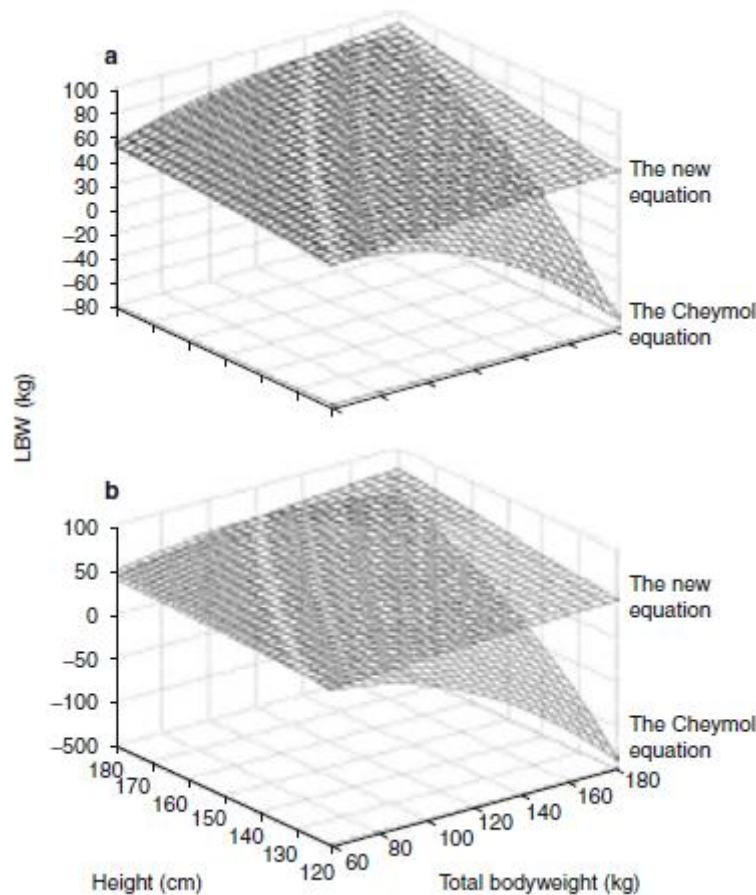 a
100
80
60
40
30
0
−20
−40
−60
−80
The new
equation
The Cheymol
equation
LBW (kg)
b
100
50
0
−50
−100
−500
The new
equation
The Cheymol
equation
180
170
160
150
140
130
120
60
80
100
120
140
160
180
Height (cm)
Total bodyweight (kg)